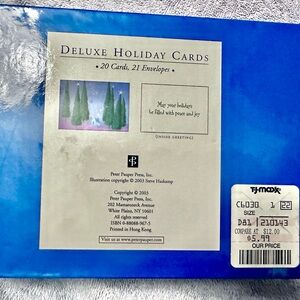 DELUXE HOLIDAY CARDS
• 20 Cards, 21 Envelopes •
May your holidays
be filled with peace and joy
(INSIDE GREETING)
P
Peter Pauper Press, Inc.
Illustration copyright © 2003 Steve Haskamp
Copyright © 2003
Peter Pauper Press, Inc.
202 Mamaroneck Avenue
White Plains, NY 10601
All rights reserved
ISBN 0-88088-967-5
Printed in Hong Kong
Visit us at www.peterpauper.com
T.J.maxx
C6030 1 22
SIZE
DB1 210143
COMPARE AT $12.00
$5.99
OUR PRICE